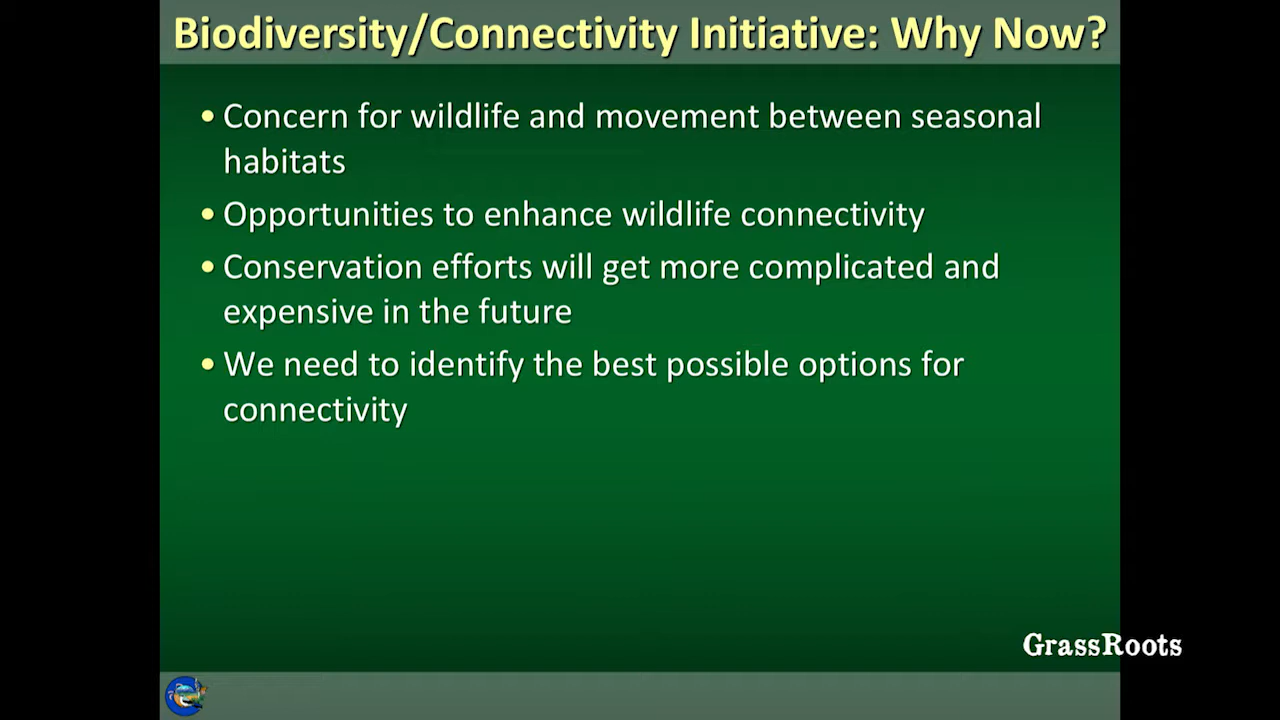 Biodiversity/Connectivity Initiative: Why Now?
• Concern for wildlife and movement between seasonal
habitats
• Opportunities to enhance wildlife connectivity
• Conservation efforts will get more complicated and
expensive in the future
• We need to identify the best possible options for
connectivity
GrassRoots